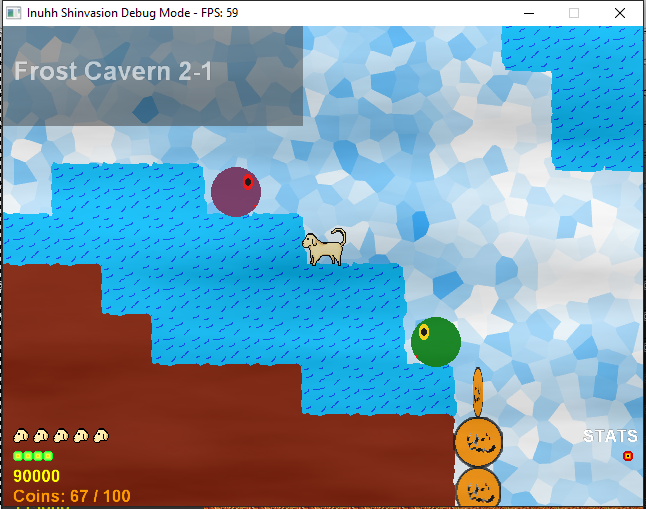 Inuhh Shinvasion Debug Mode - FPS: 59
Frost Cavern 2-1
STATS
90000
Coins: 67 / 100